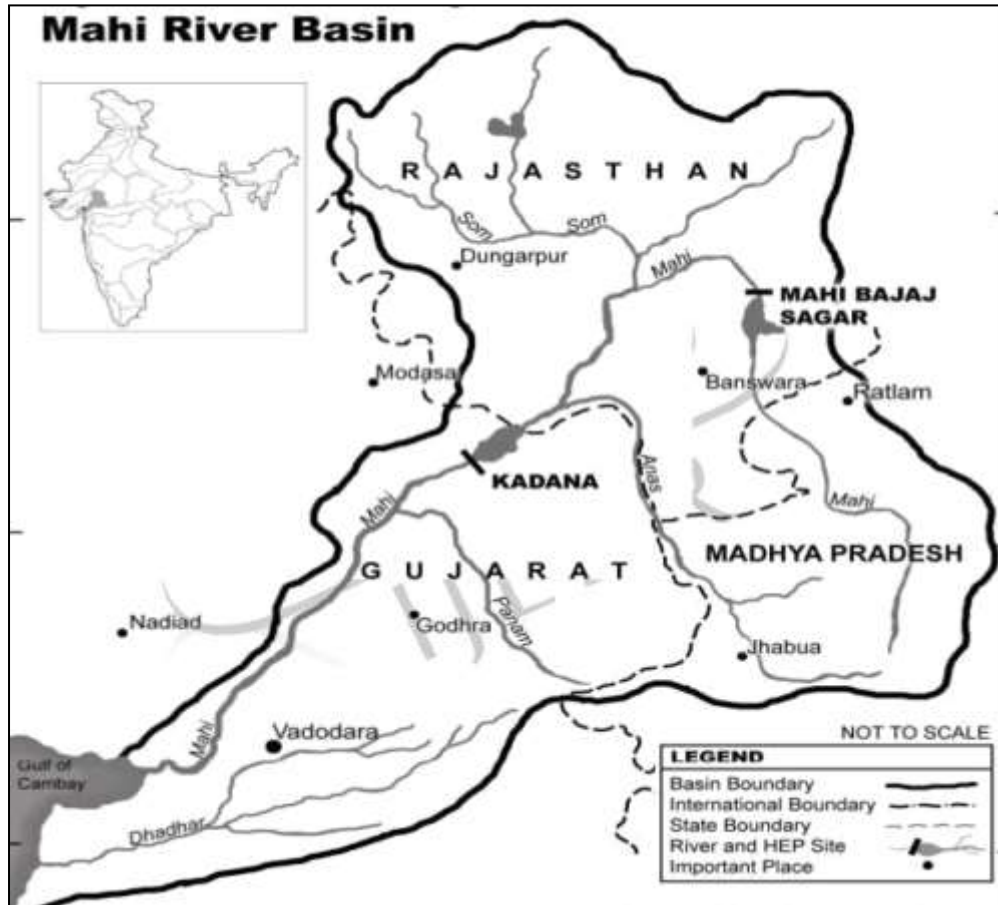 Mahi River Basin
RAJASTHAN
Som
Som
Dungarpur
Mahi
MAHI BAJAJ
SAGAR
Modasa
Banswara
Ratlam
KADANA
Anas
Mahi
Mahi
MADHYA PRADESH
GUJARAT
Panam
Nadiad
Godhra
Jhabua
Mahi
Vadodara
NOT TO SCALE
Gulf of
Cambay
Dhadhar
LEGEND
Basin Boundary
International Boundary
State Boundary
River and HEP Site
Important Place